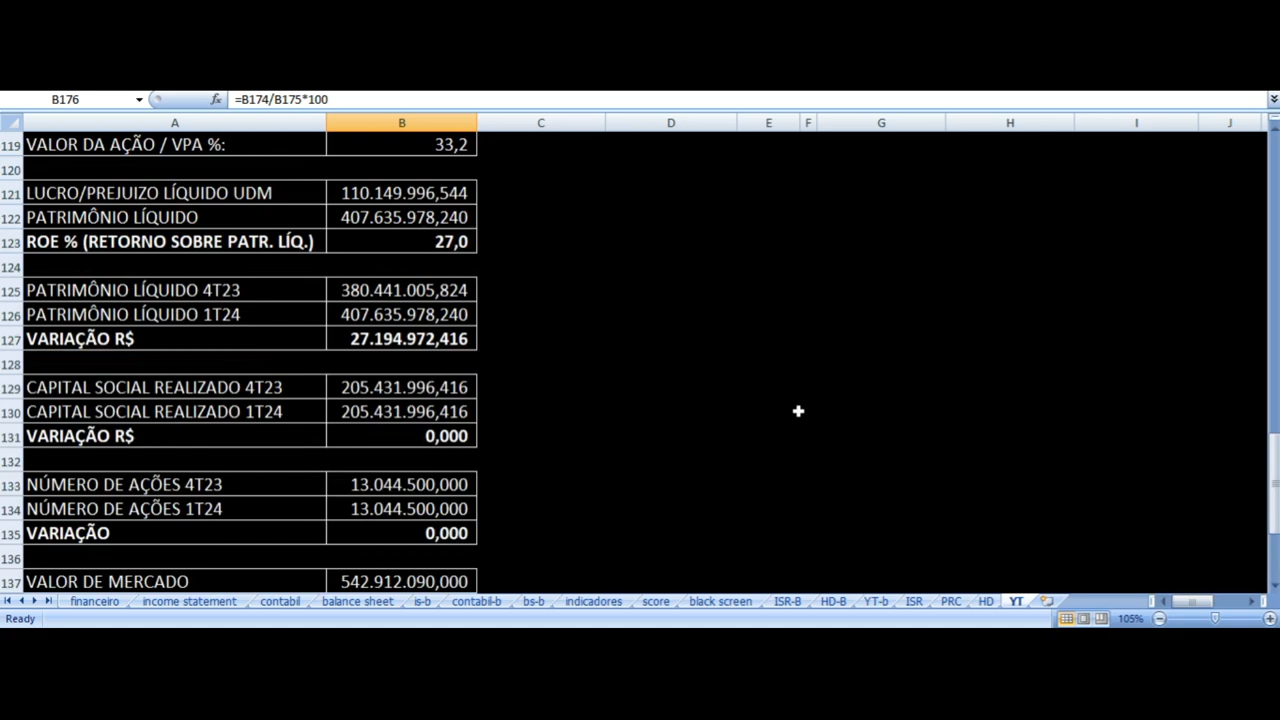 B176 fx =B174/B175*100
A B C D E F G H I J
119 VALOR DA AÇÃO / VPA %: 33,2
120
121 LUCRO/PREJUIZO LÍQUIDO UDM 110.149.996,544
122 PATRIMÔNIO LÍQUIDO 407.635.978,240
123 ROE % (RETORNO SOBRE PATR. LÍQ.) 27,0
124
125 PATRIMÔNIO LÍQUIDO 4T23 380.441.005,824
126 PATRIMÔNIO LÍQUIDO 1T24 407.635.978,240
127 VARIAÇÃO R$ 27.194.972,416
128
129 CAPITAL SOCIAL REALIZADO 4T23 205.431.996,416
130 CAPITAL SOCIAL REALIZADO 1T24 205.431.996,416
131 VARIAÇÃO R$ 0,000
132
133 NÚMERO DE AÇÕES 4T23 13.044.500,000
134 NÚMERO DE AÇÕES 1T24 13.044.500,000
135 VARIAÇÃO 0,000
136
137 VALOR DE MERCADO 542.912.090,000
financeiro income statement contabil balance sheet is-b contabil-b bs-b indicadores score black screen ISR-B HD-B YT-b ISR PRC HD YT
Ready 105%